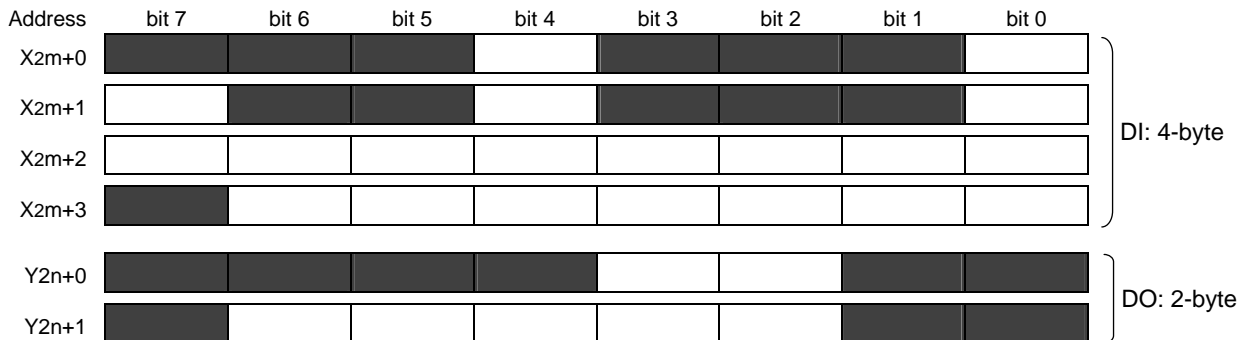 Address bit 7 bit 6 bit 5 bit 4 bit 3 bit 2 bit 1 bit 0
X2m+0
X2m+1
DI: 4-byte
X2m+2
X2m+3
Y2n+0
DO: 2-byte
Y2n+1